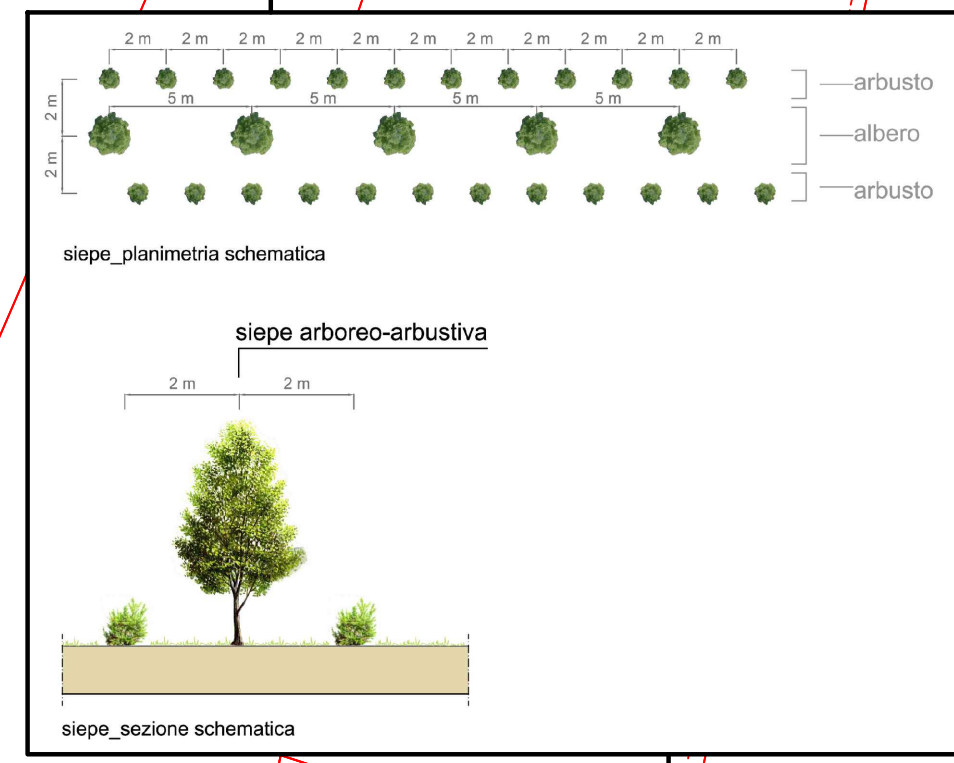 2 m 2 m 2 m 2 m 2 m 2 m 2 m 2 m 2 m 2 m 2 m
arbusto
5 m 5 m 5 m 5 m
2 m
albero
2 m
arbusto
siepe_planimetria schematica
siepe arboreo-arbustiva
2 m 2 m
siepe_sezione schematica